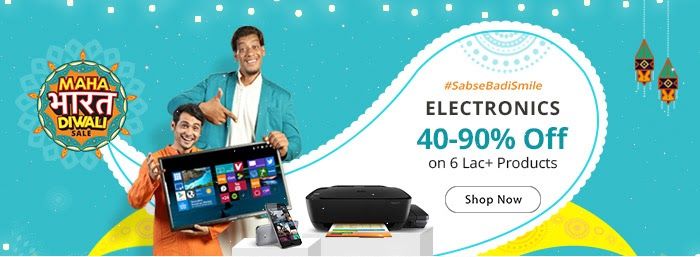 MAHA
भारत
DIWALI
SALE
#SabseBadiSmile
ELECTRONICS
40-90% Off
on 6 Lac+ Products
Shop Now